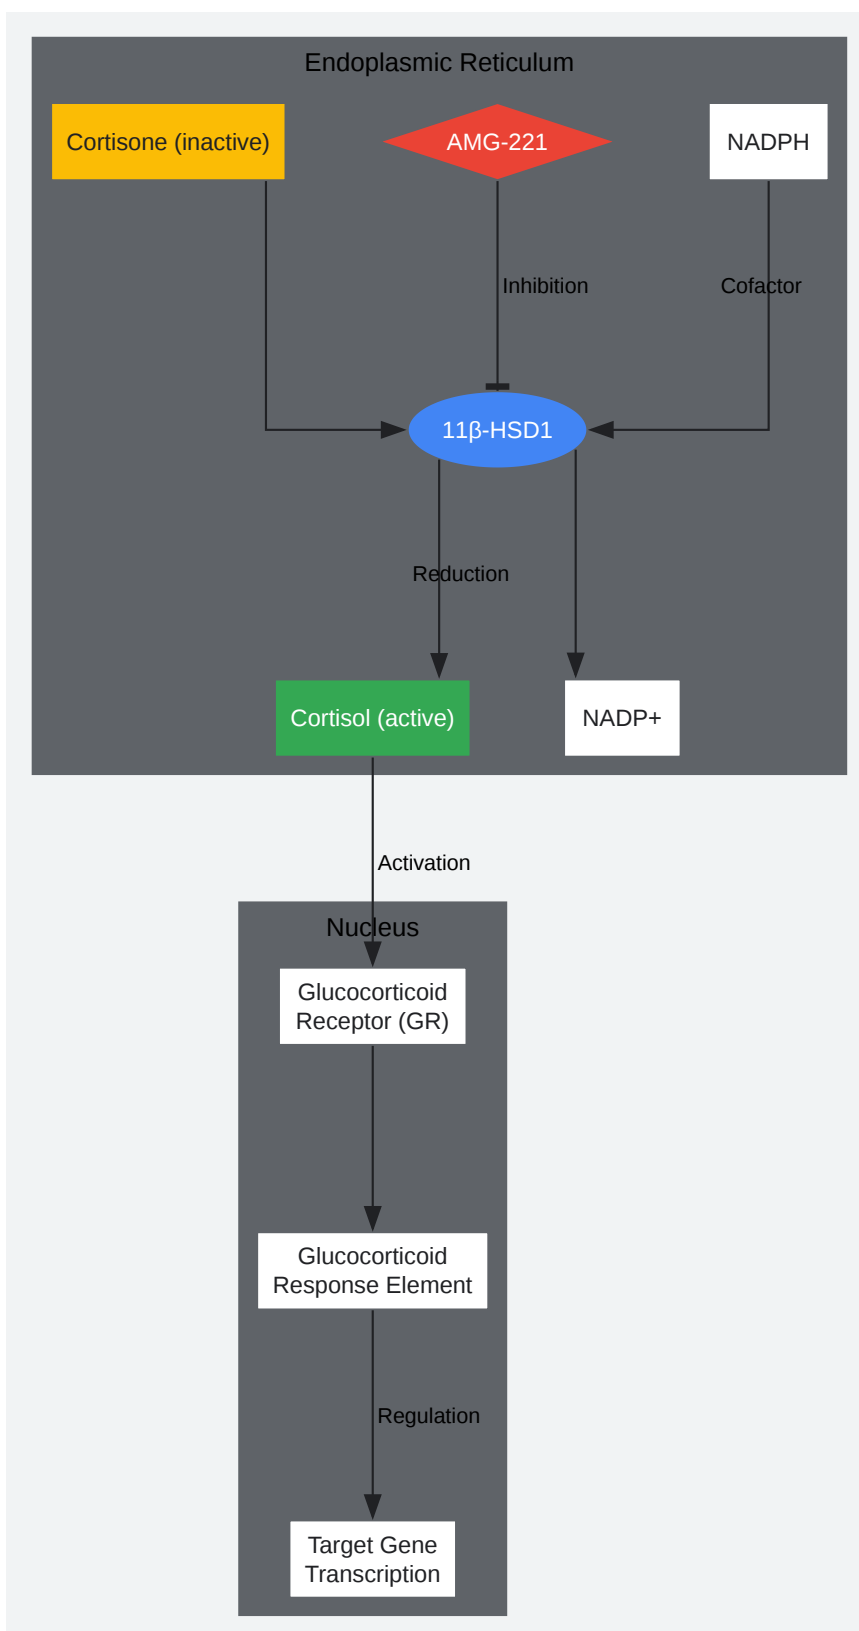 Endoplasmic Reticulum
Cortisone (inactive)
AMG-221
NADPH
Inhibition
Cofactor
11β-HSD1
Reduction
Cortisol (active)
NADP+
Activation
Nucleus
Glucocorticoid
Receptor (GR)
Glucocorticoid
Response Element
Regulation
Target Gene
Transcription